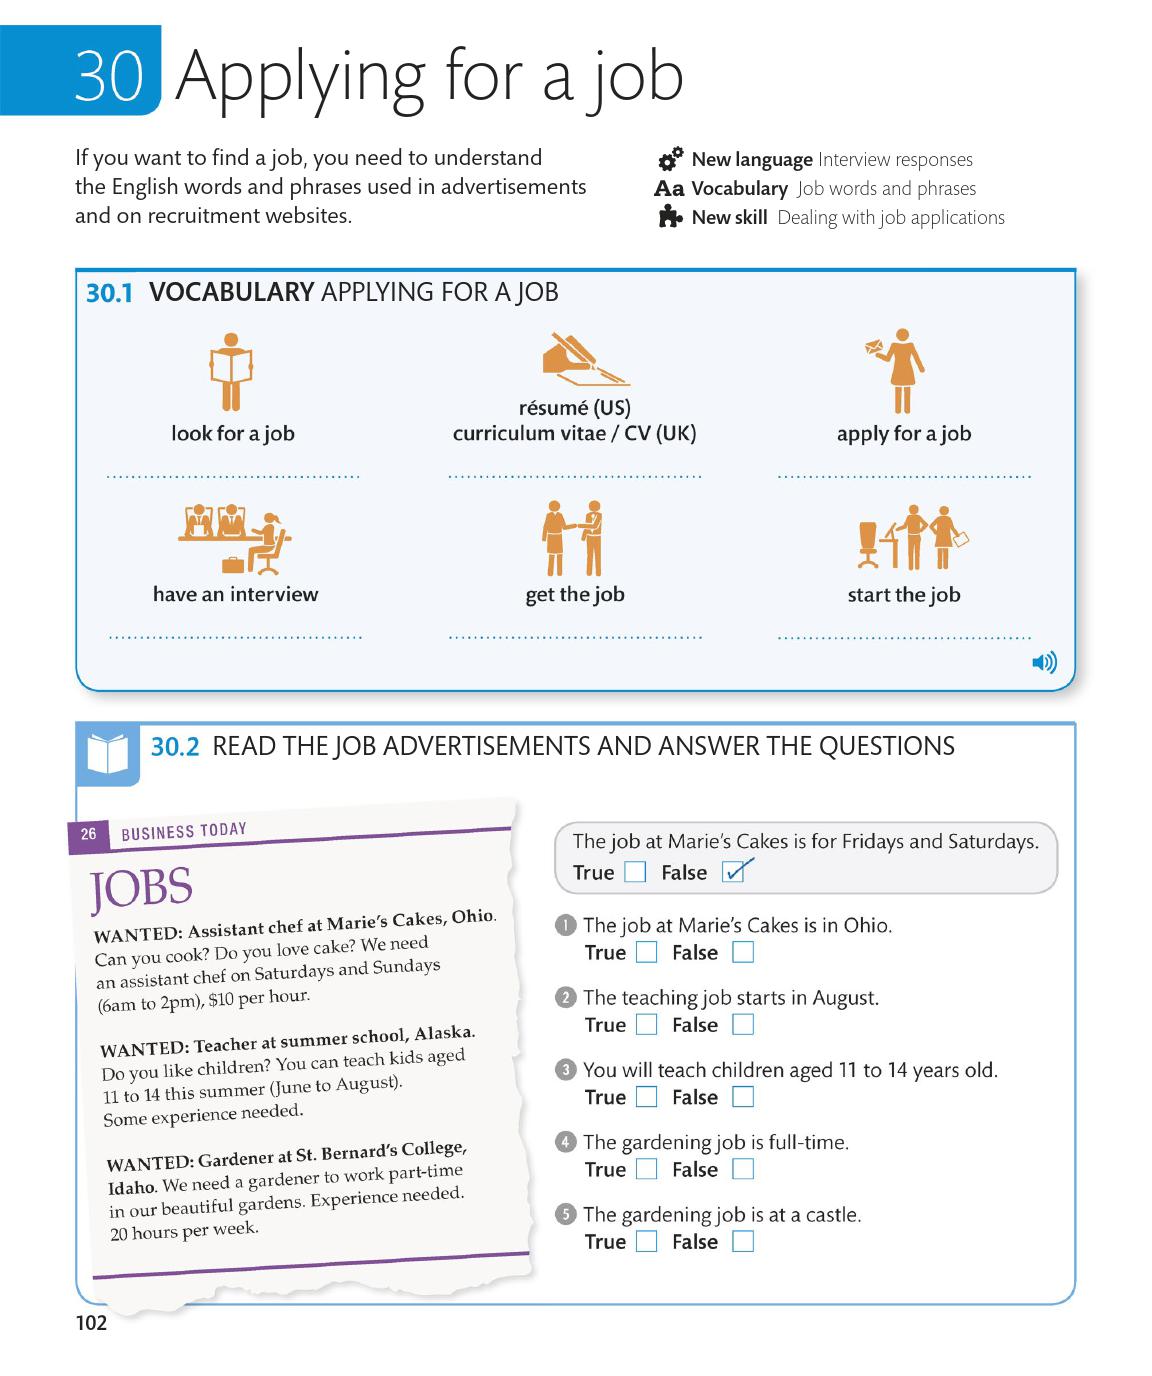 30 Applying for a job
If you want to find a job, you need to understand
the English words and phrases used in advertisements
and on recruitment websites.
New language Interview responses
Aa Vocabulary Job words and phrases
New skill Dealing with job applications
30.1 VOCABULARY APPLYING FOR A JOB
look for a job
résumé (US)
curriculum vitae / CV (UK)
apply for a job
have an interview
get the job
start the job
30.2 READ THE JOB ADVERTISEMENTS AND ANSWER THE QUESTIONS
26 BUSINESS TODAY
JOBS
WANTED: Assistant chef at Marie's Cakes, Ohio.
Can you cook? Do you love cake? We need
an assistant chef on Saturdays and Sundays
(6am to 2pm), $10 per hour.
WANTED: Teacher at summer school, Alaska.
Do you like children? You can teach kids aged
11 to 14 this summer (June to August).
Some experience needed.
WANTED: Gardener at St. Bernard's College,
Idaho. We need a gardener to work part-time
in our beautiful gardens. Experience needed.
20 hours per week.
The job at Marie's Cakes is for Fridays and Saturdays.
True False
1 The job at Marie's Cakes is in Ohio.
True False
2 The teaching job starts in August.
True False
3 You will teach children aged 11 to 14 years old.
True False
4 The gardening job is full-time.
True False
5 The gardening job is at a castle.
True False
102